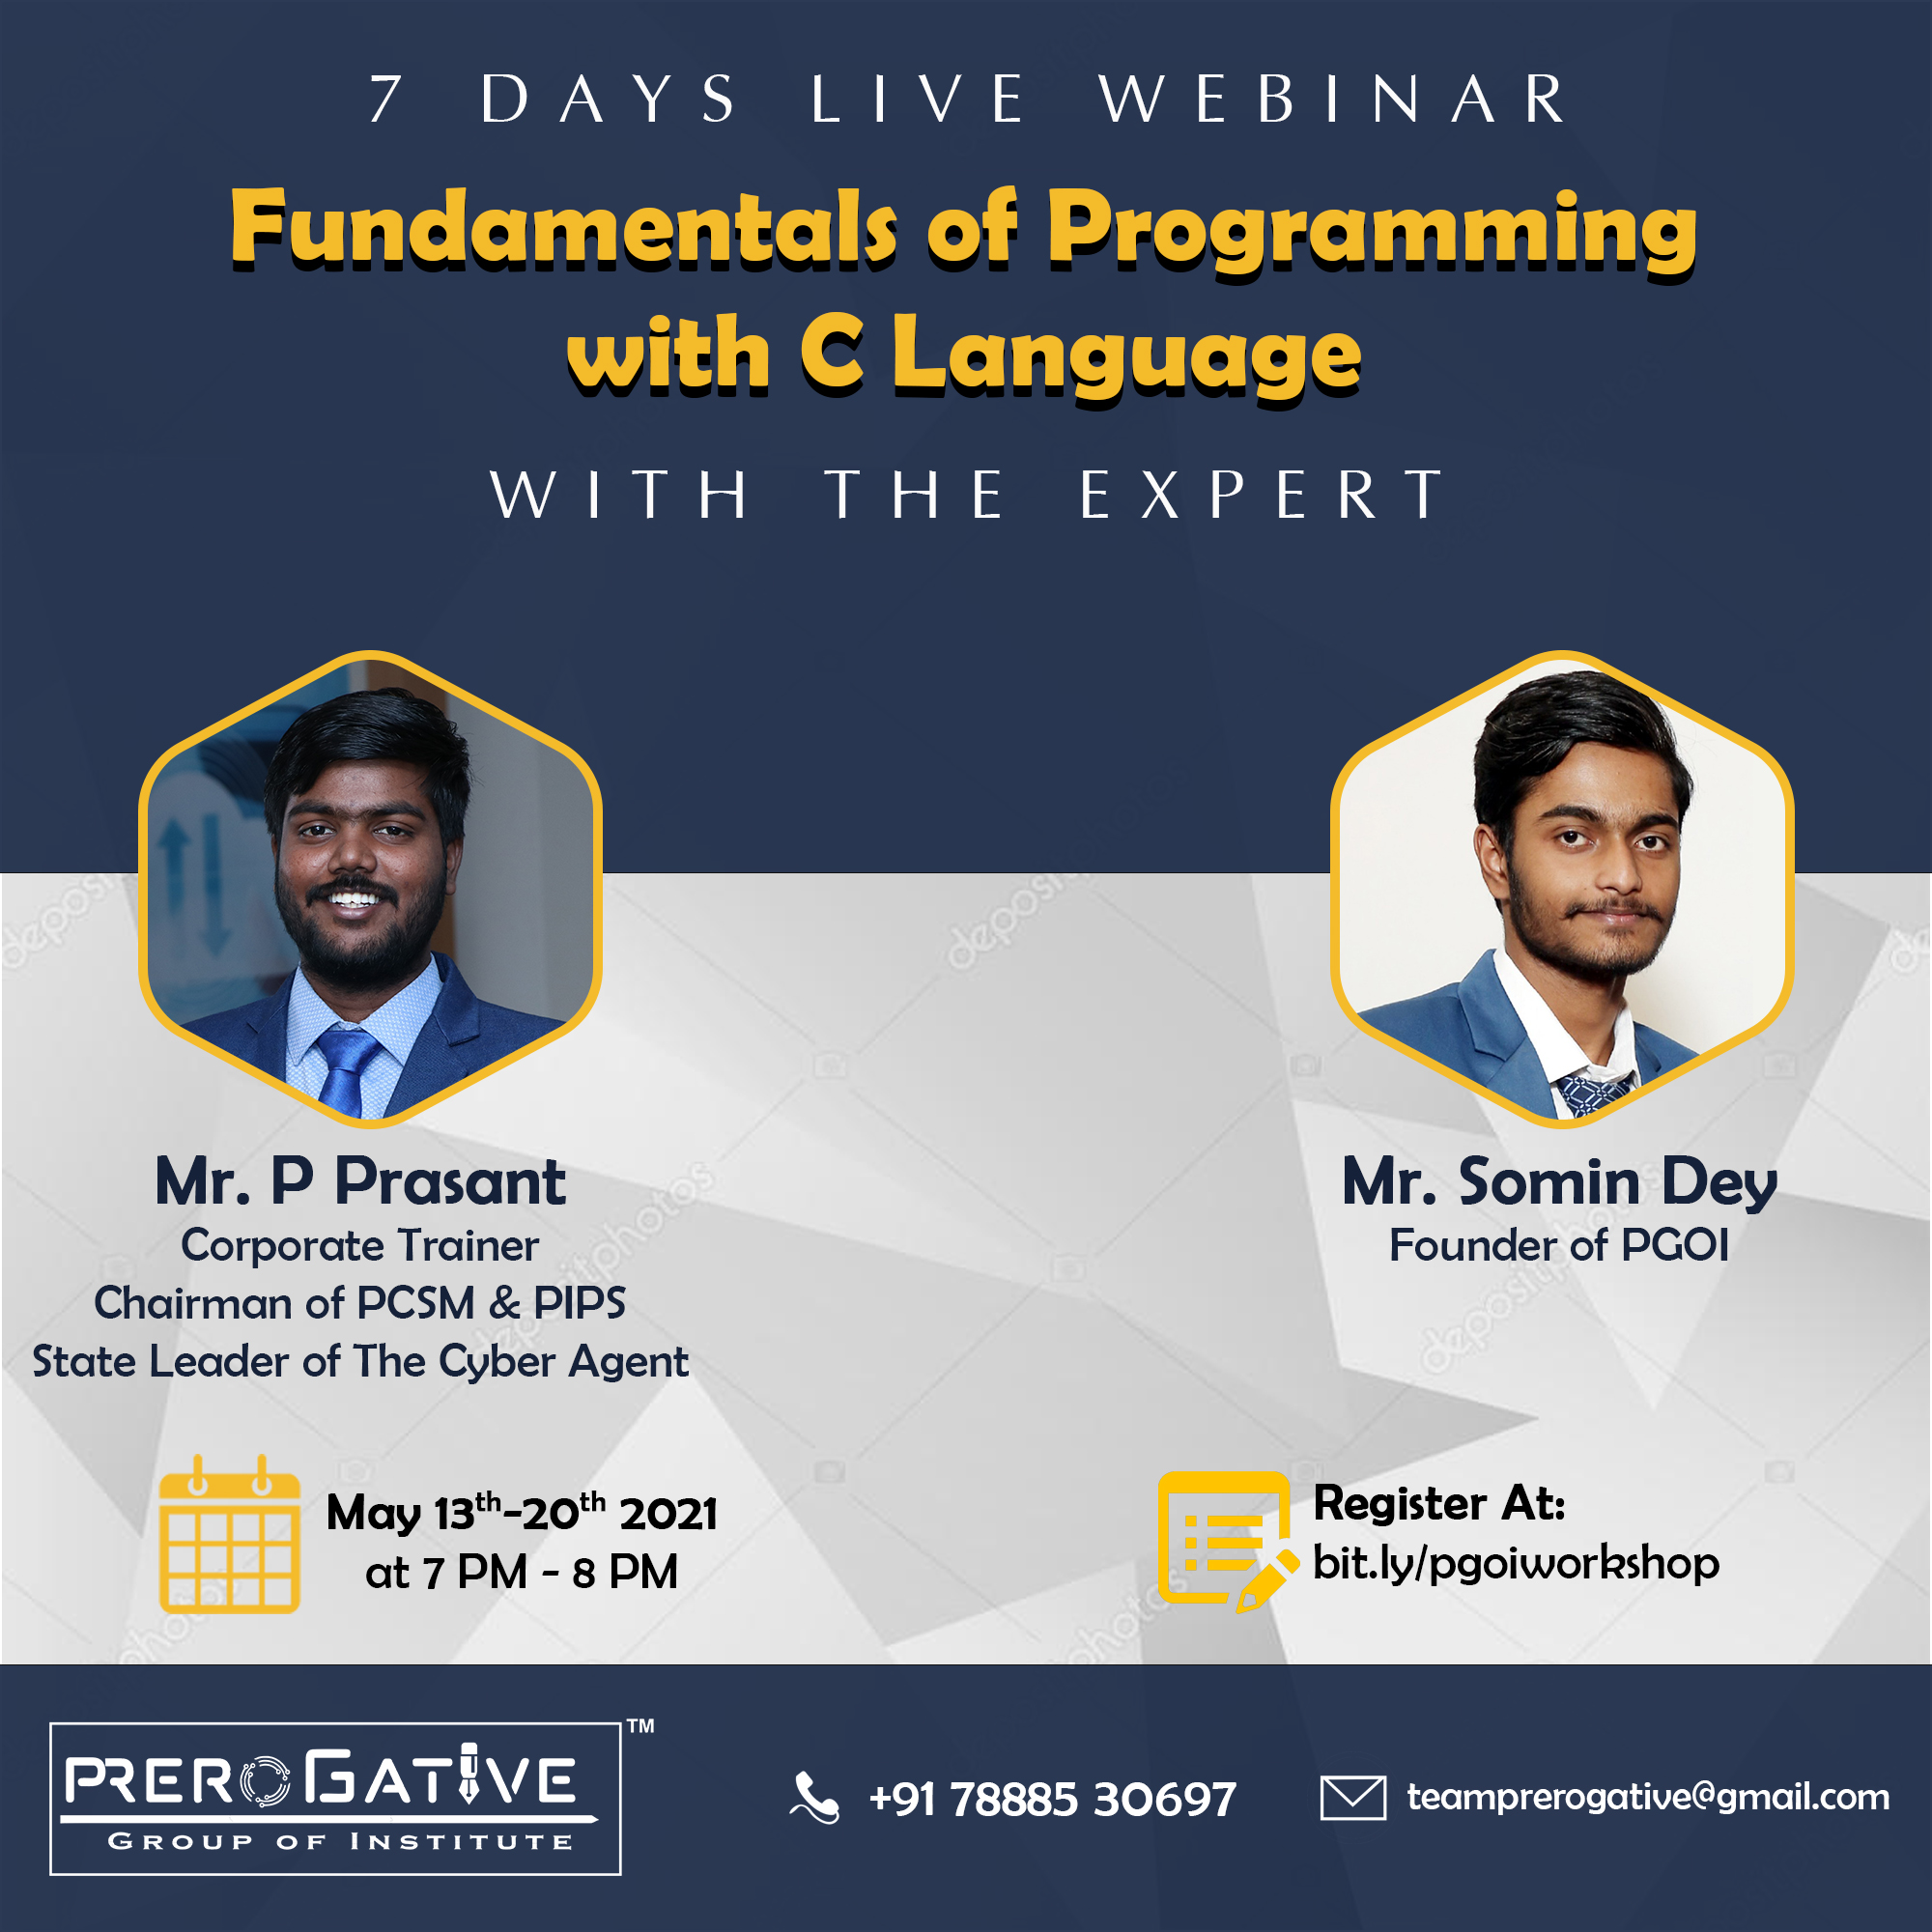 7 DAYS LIVE WEBINAR
Fundamentals of Programming
with C Language
WITH THE EXPERT
Mr. P Prasant
Corporate Trainer
Chairman of PCSM & PIPS
State Leader of The Cyber Agent
Mr. Somin Dey
Founder of PGOI
May 13th-20th 2021
at 7 PM - 8 PM
Register At:
bit.ly/pgoiworkshop
PREROGATIVE TM
GROUP OF INSTITUTE
+91 78885 30697
teamprerogative@gmail.com
depositphotos
depositphotos